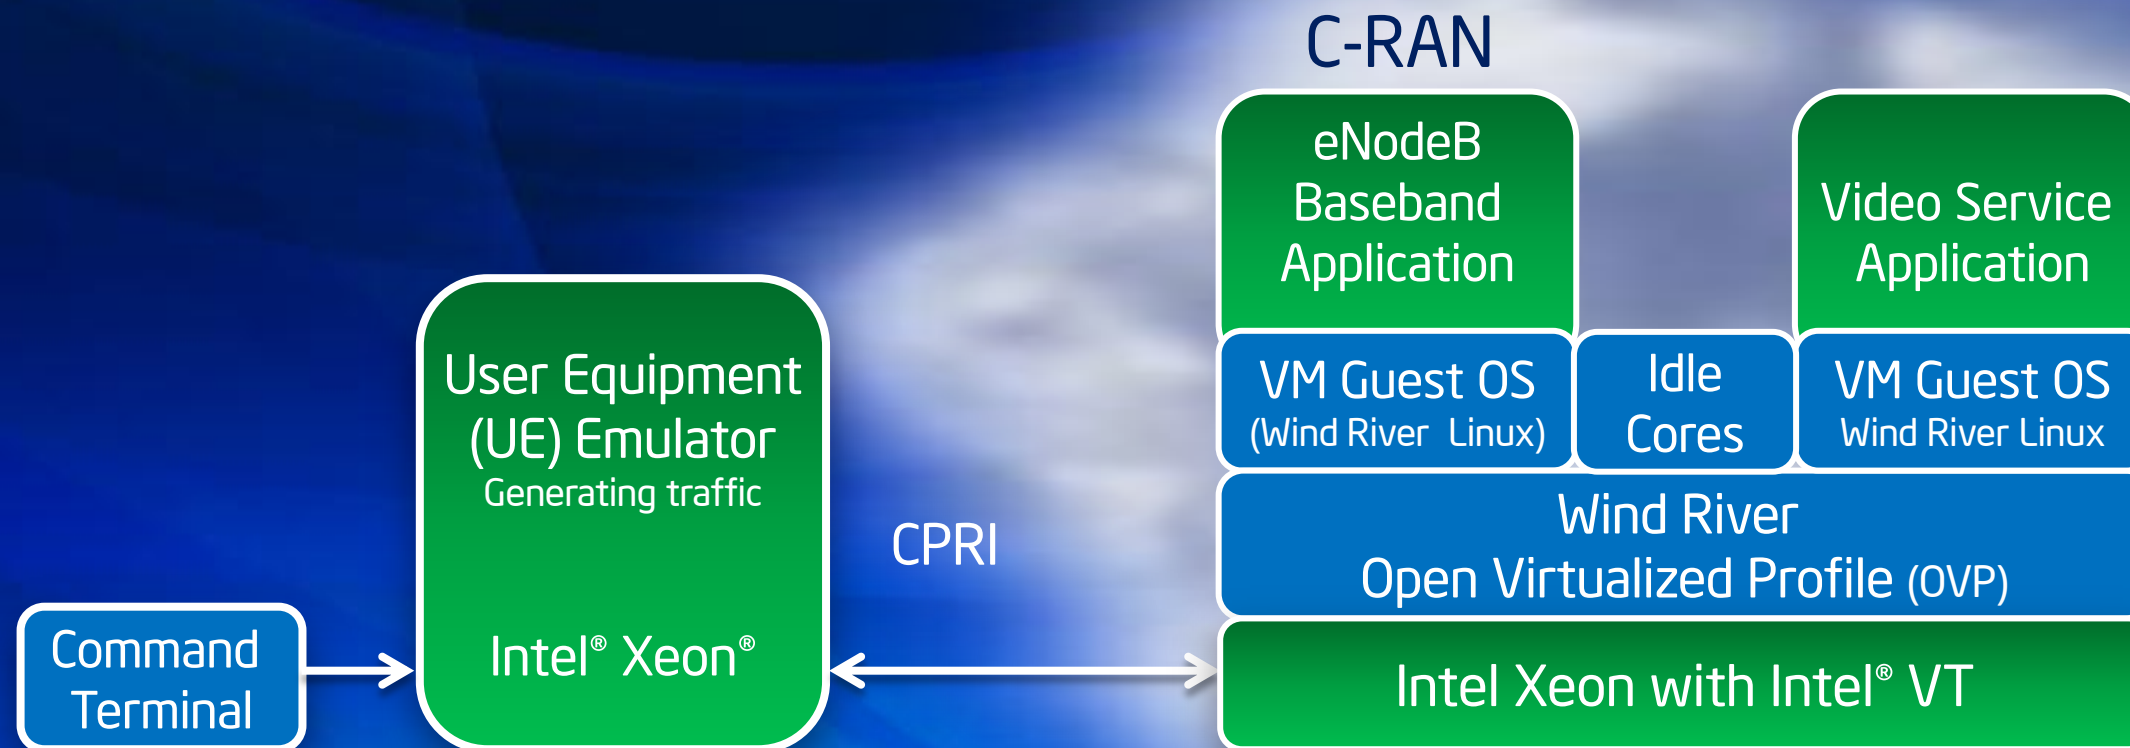 C-RAN
eNodeB
Baseband
Application
Video Service
Application
User Equipment
(UE) Emulator
Generating traffic
Intel® Xeon®
VM Guest OS
(Wind River Linux)
Idle
Cores
VM Guest OS
Wind River Linux
CPRI
Wind River
Open Virtualized Profile (OVP)
Command
Terminal
Intel Xeon with Intel® VT